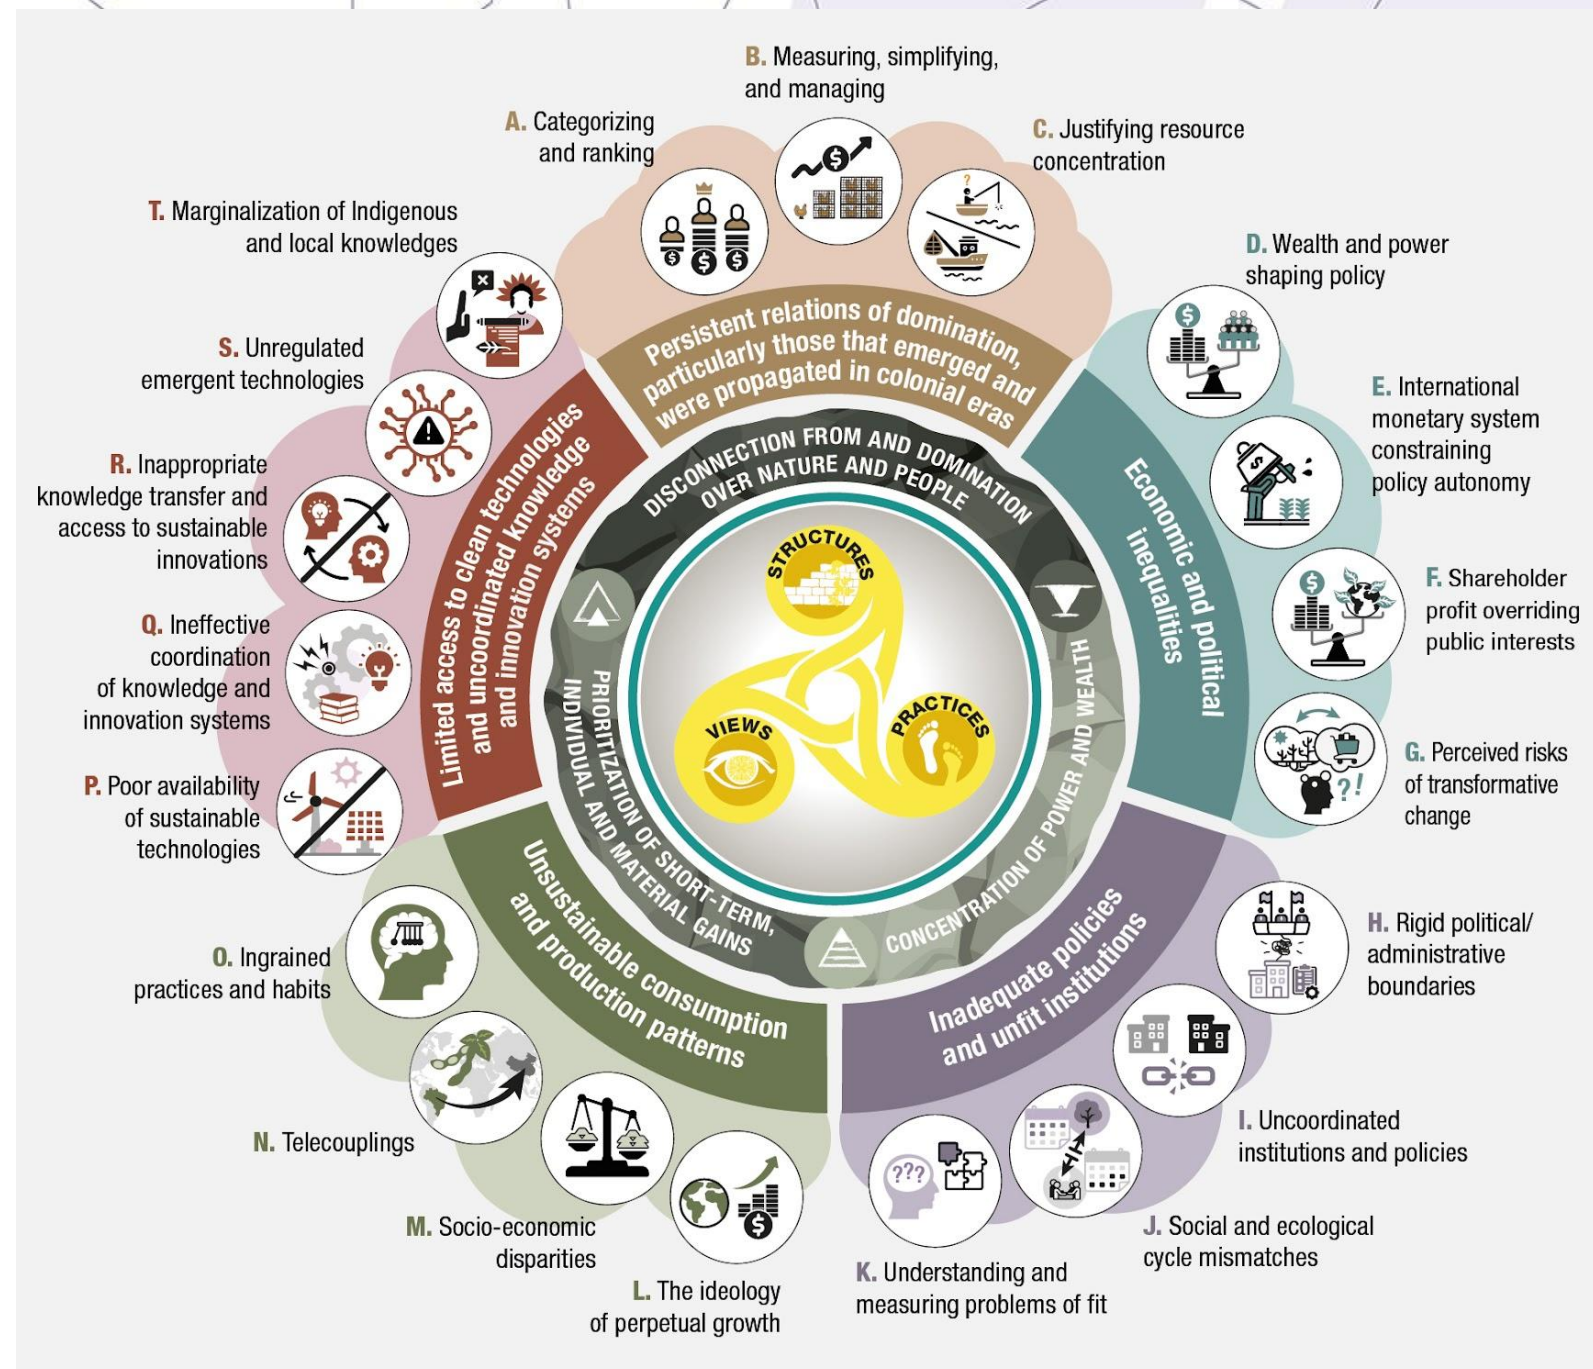 B. Measuring, simplifying,
and managing
A. Categorizing
and ranking
C. Justifying resource
concentration
T. Marginalization of Indigenous
and local knowledges
D. Wealth and power
shaping policy
S. Unregulated
emergent technologies
E. International
monetary system
constraining
policy autonomy
R. Inappropriate
knowledge transfer and
access to sustainable
innovations
F. Shareholder
profit overriding
public interests
Q. Ineffective
coordination
of knowledge and
innovation systems
G. Perceived risks
of transformative
change
P. Poor availability
of sustainable
technologies
H. Rigid political/
administrative
boundaries
O. Ingrained
practices and habits
I. Uncoordinated
institutions and policies
N. Telecouplings
J. Social and ecological
cycle mismatches
M. Socio-economic
disparities
K. Understanding and
measuring problems of fit
L. The ideology
of perpetual growth
Persistent relations of domination,
particularly those that emerged and
were propagated in colonial eras
Economic and political
inequalities
Inadequate policies
and unfit institutions
Unsustainable consumption
and production patterns
Limited access to clean technologies
and uncoordinated knowledge
and innovation systems
DISCONNECTION FROM AND DOMINATION
OVER NATURE AND PEOPLE
CONCENTRATION OF POWER AND WEALTH
PRIORITIZATION OF SHORT-TERM,
INDIVIDUAL AND MATERIAL GAINS
STRUCTURES
VIEWS
PRACTICES
$
$
$
$
?
$
$
$
?!
???
$
x
!